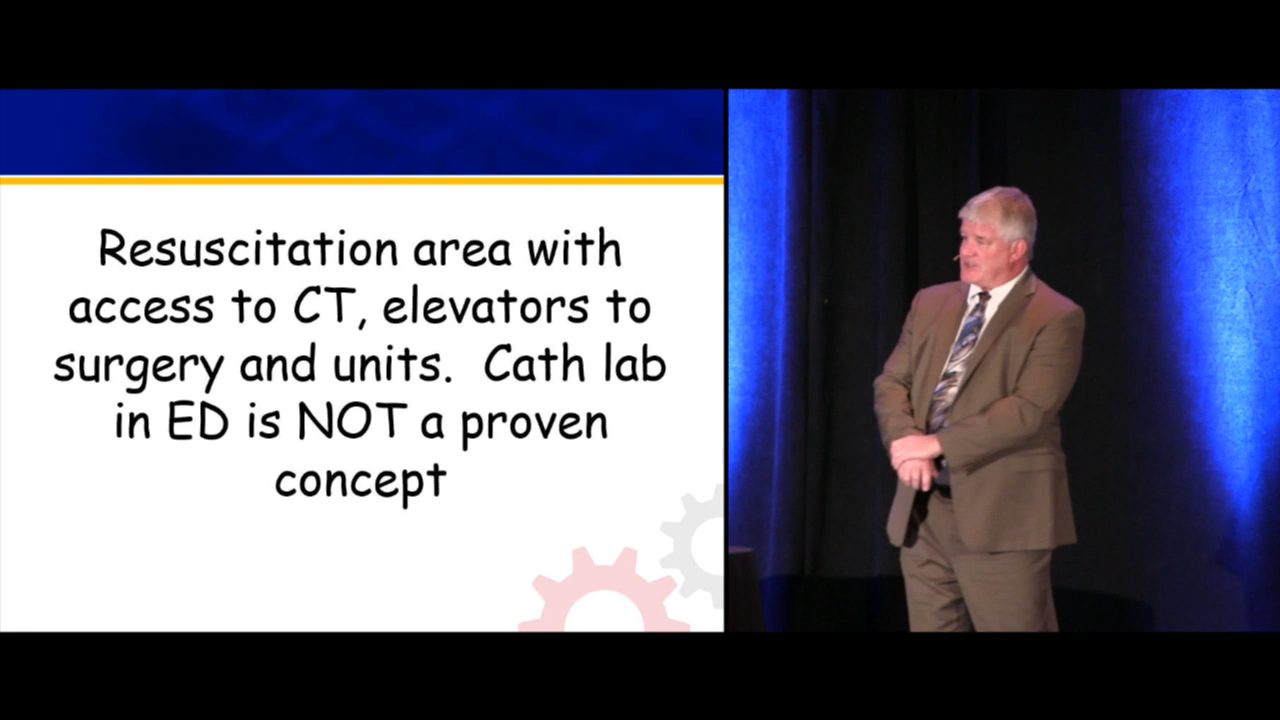 Resuscitation area with
access to CT, elevators to
surgery and units.  Cath lab
in ED is NOT a proven
concept